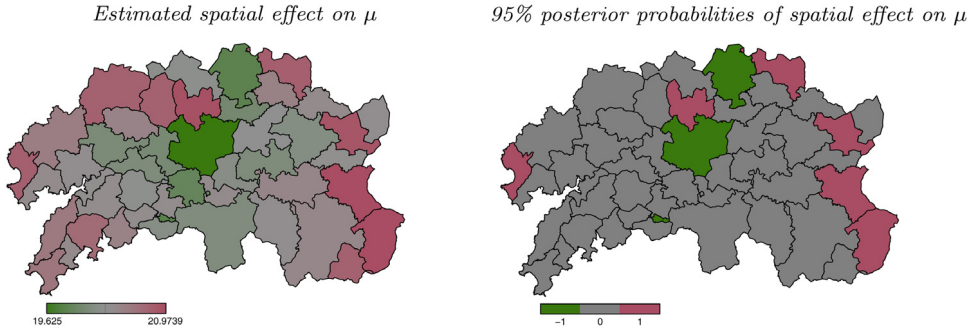 Estimated spatial effect on μ
95% posterior probabilities of spatial effect on μ
19.625 20.9739
−1 0 1